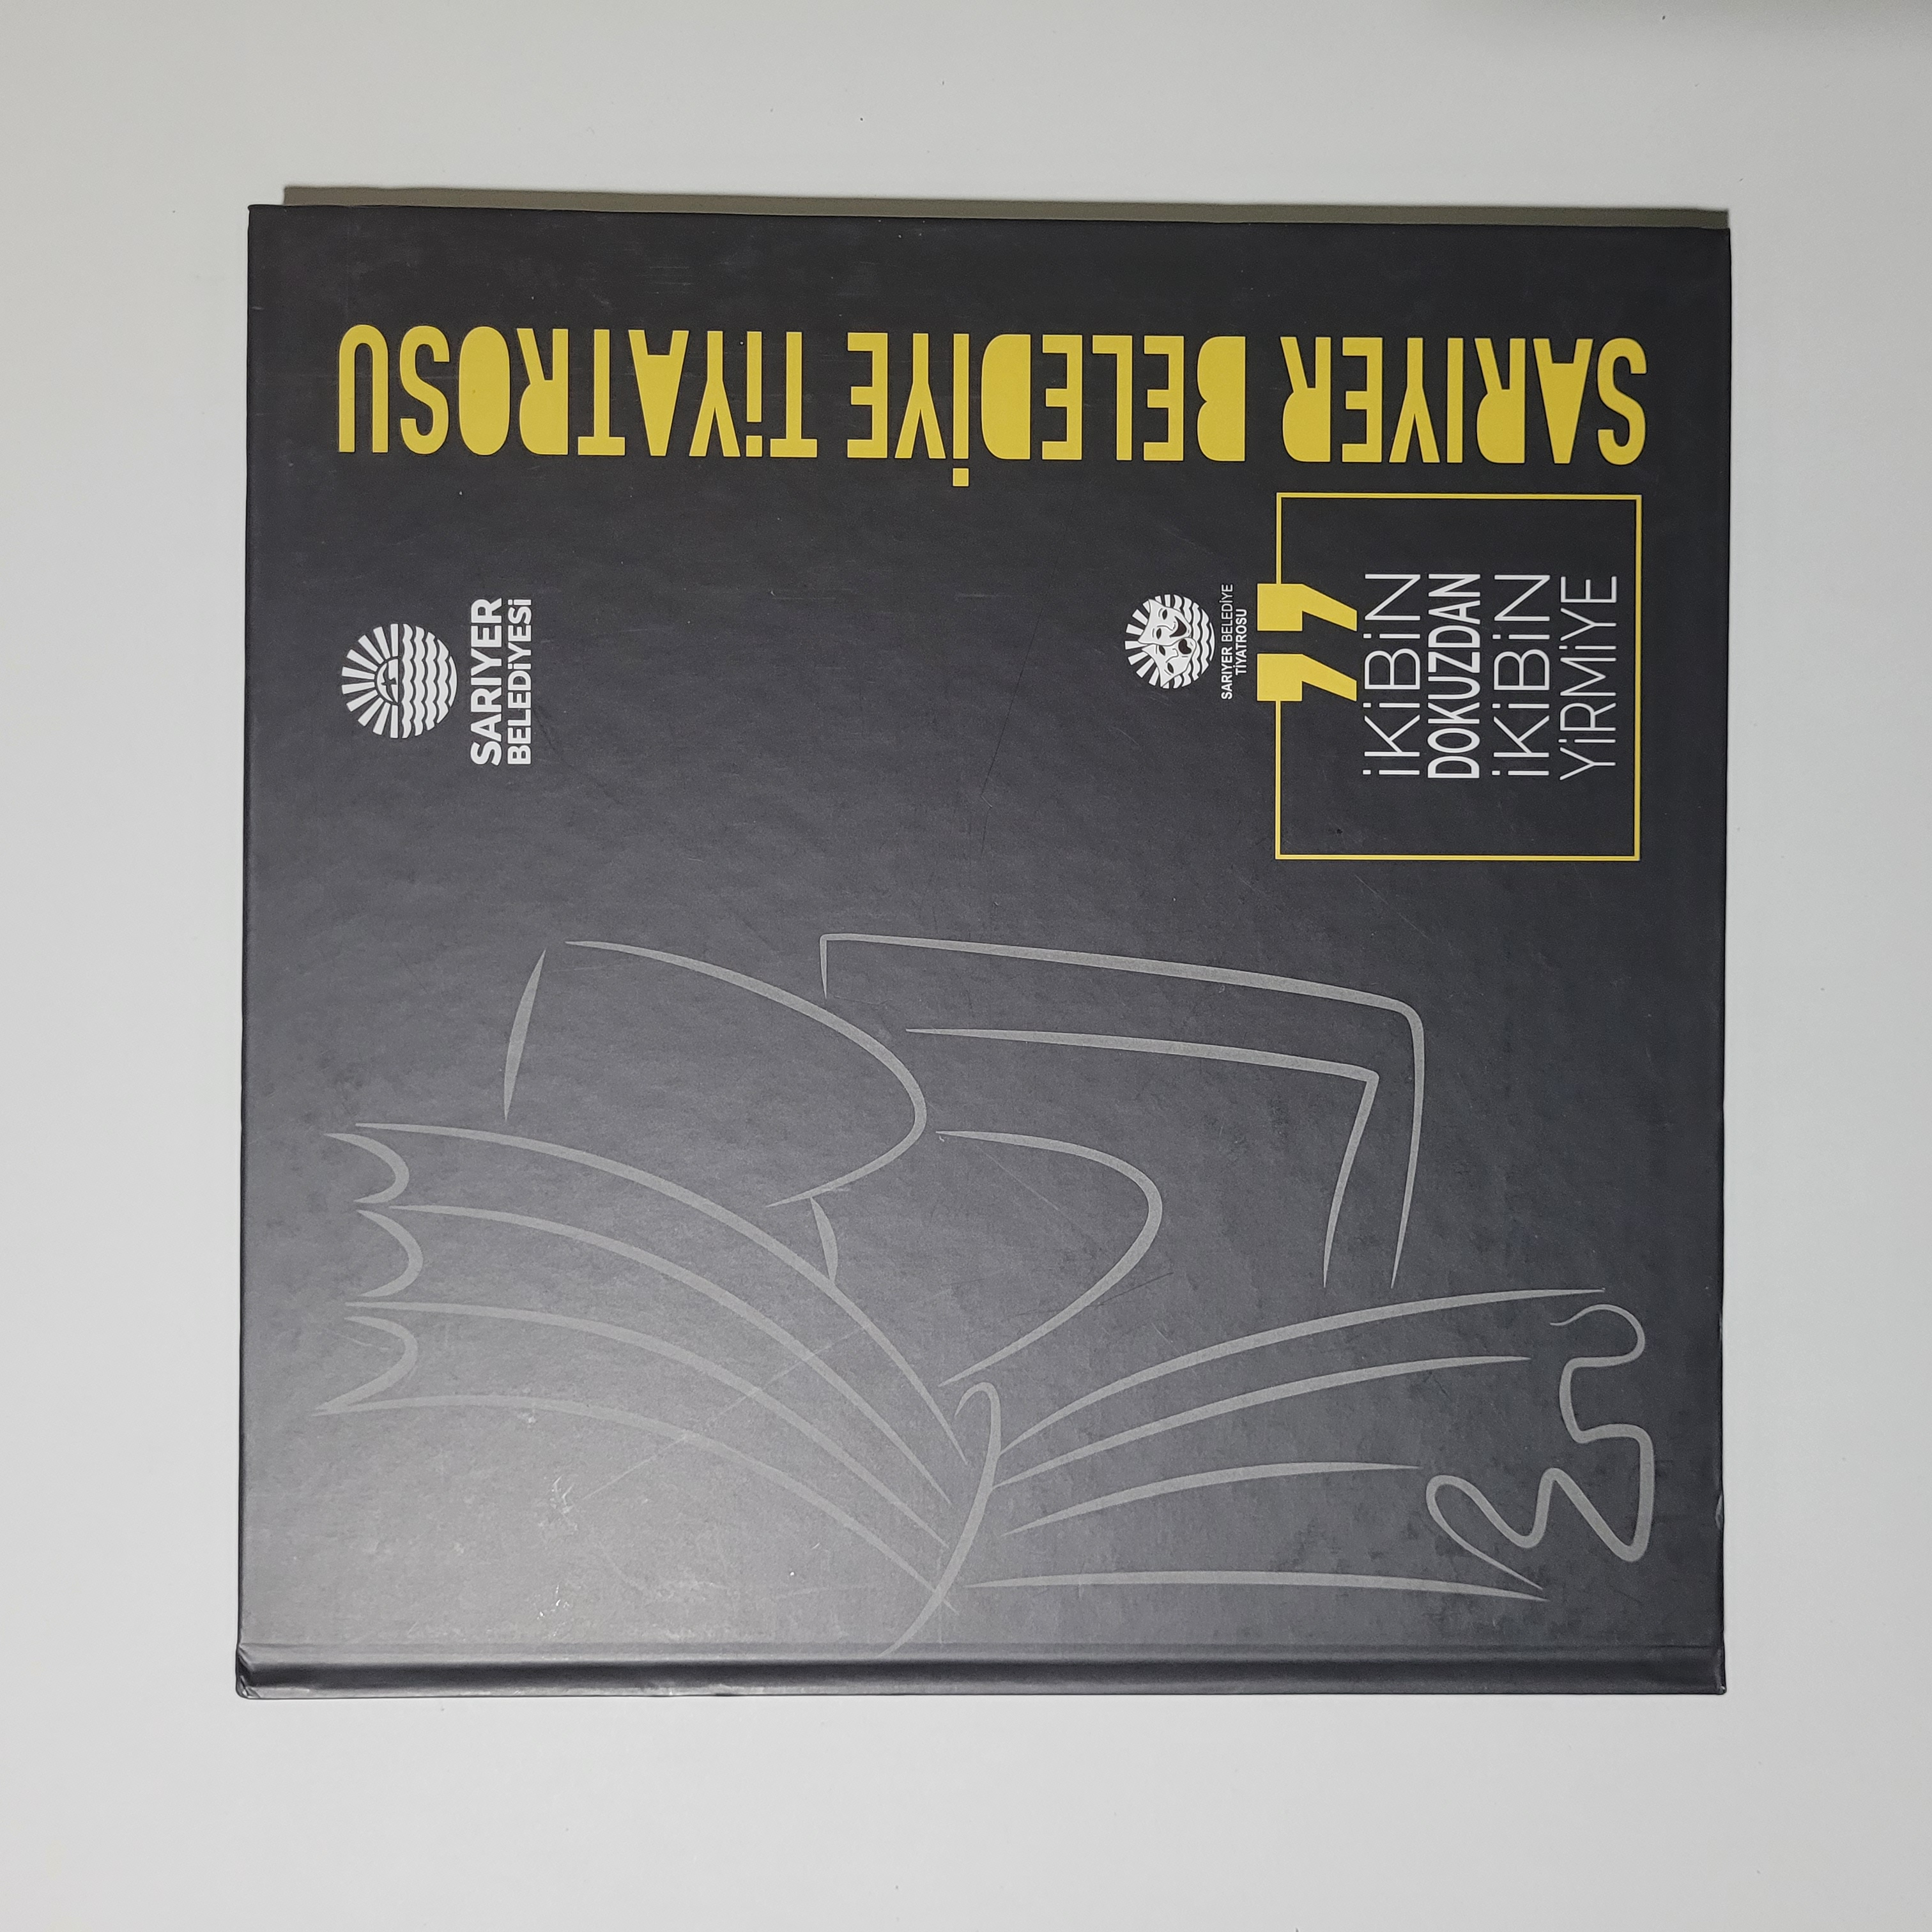 SARIYER BELEDİYE TİYATROSU
SARIYER
BELEDİYESİ
SARIYER BELEDİYE
TİYATROSU
İKİBİN
DOKUZDAN
İKİBİN
YİRMİYE